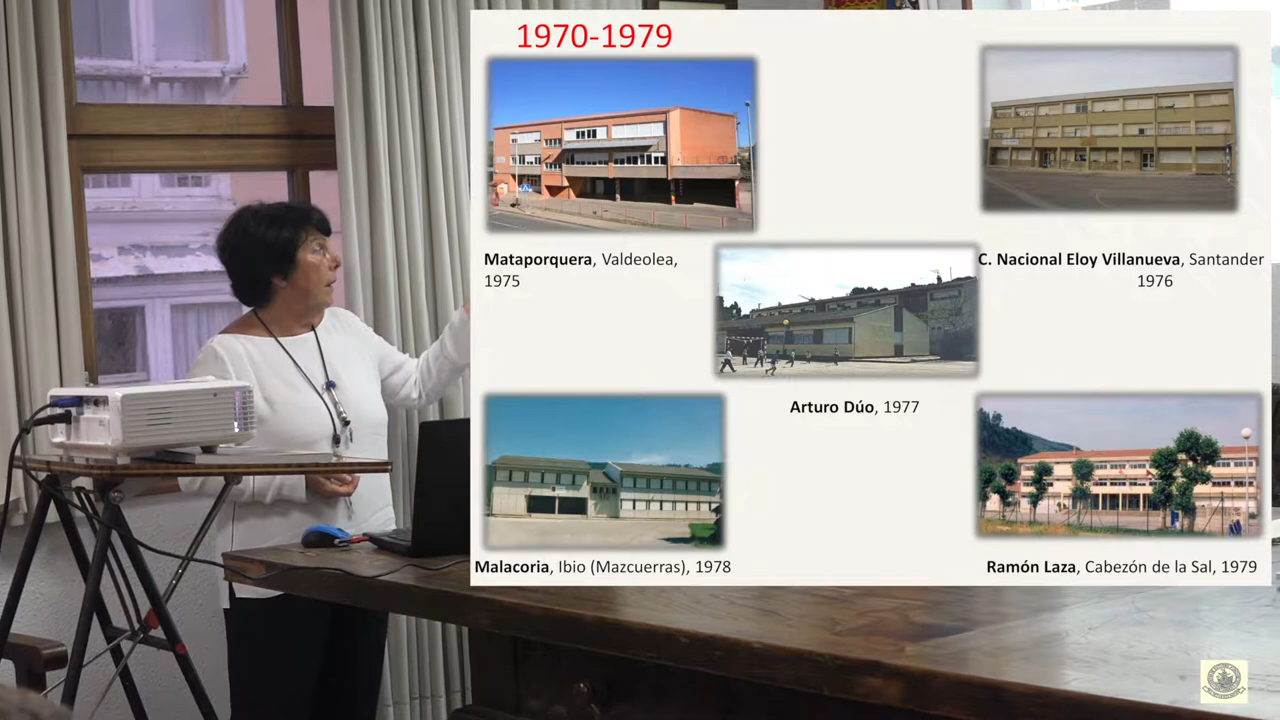 1970-1979
Mataporquera, Valdeolea,
1975
C. Nacional Eloy Villanueva, Santander
1976
Arturo Dúo, 1977
Malacoria, Ibio (Mazcuerras), 1978
Ramón Laza, Cabezón de la Sal, 1979